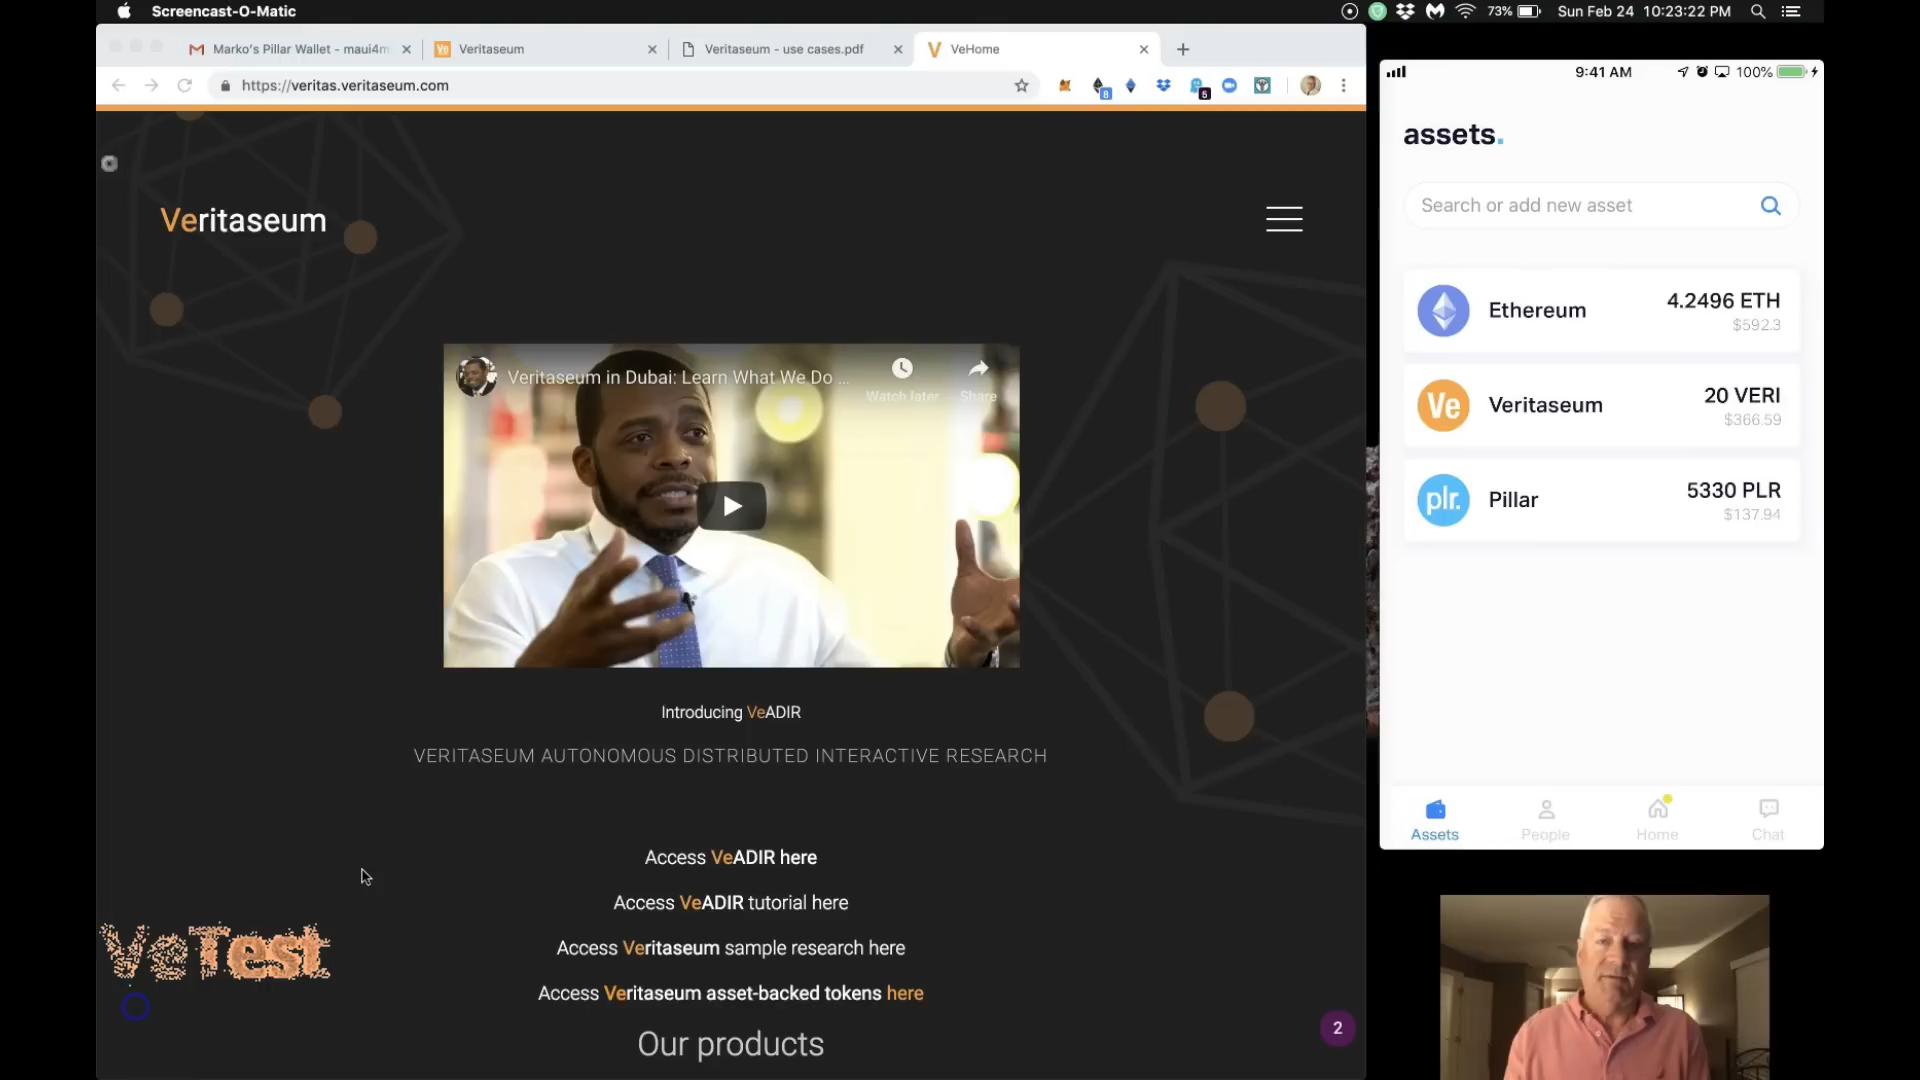 Screencast-O-Matic
73%
Sun Feb 24 10:23:22 PM
Marko's Pillar Wallet - maui4m
Veritaseum
Veritaseum - use cases.pdf
VeHome
https://veritas.veritaseum.com
8
5
Veritaseum
Veritaseum in Dubai: Learn What We Do ...
Watch later
Share
Introducing VeADIR
VERITASEUM AUTONOMOUS DISTRIBUTED INTERACTIVE RESEARCH
Access VeADIR here
Access VeADIR tutorial here
Access Veritaseum sample research here
Access Veritaseum asset-backed tokens here
Our products
VeTest
2
9:41 AM
100%
assets.
Search or add new asset
Ethereum
4.2496 ETH
$592.3
Ve
Veritaseum
20 VERI
$366.59
plr.
Pillar
5330 PLR
$137.94
Assets
People
Home
Chat